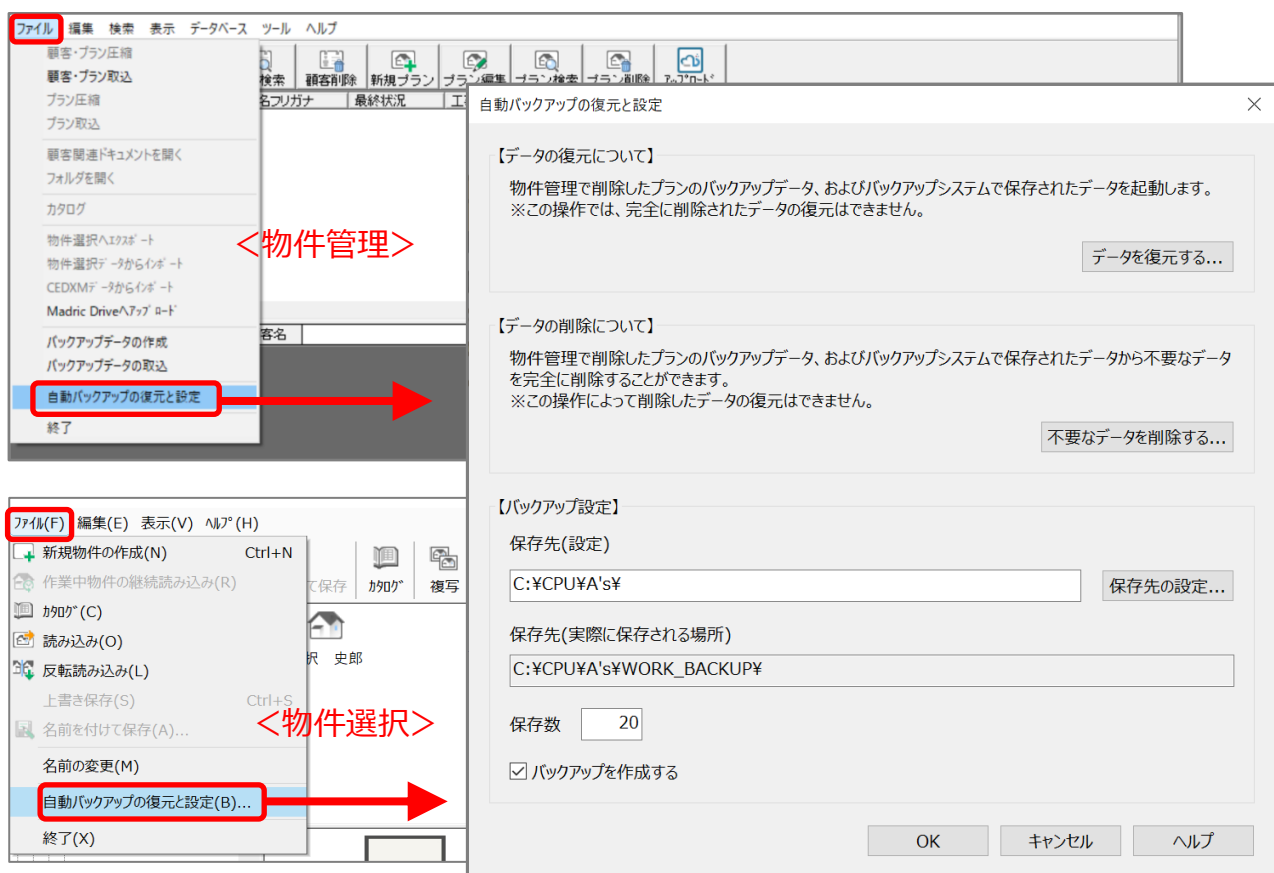 ファイル 編集 検索 表示 データベース ツール ヘルプ
顧客・プラン圧縮
顧客・プラン取込
プラン圧縮
プラン取込
顧客関連ドキュメントを開く
フォルダを開く
カタログ
物件選択へｴｸｽﾎﾟｰﾄ
物件選択ﾃﾞｰﾀからｲﾝﾎﾟｰﾄ
CEDXMﾃﾞｰﾀからｲﾝﾎﾟｰﾄ
Madric Driveへｱｯﾌﾟﾛｰﾄﾞ
バックアップデータの作成
バックアップデータの取込
自動バックアップの復元と設定
終了
検索 顧客削除 新規プラン プラン編集 プラン検索 プラン削除 ｱｯﾌﾟﾛｰﾄﾞ
名フリガナ 最終状況 工
＜物件管理＞
客名
ﾌｧｲﾙ(F) 編集(E) 表示(V) ﾍﾙﾌﾟ(H)
新規物件の作成(N) Ctrl+N
作業中物件の継続読み込み(R)
ｶﾀﾛｸﾞ(C)
読み込み(O)
反転読み込み(L)
上書き保存(S) Ctrl+S
名前を付けて保存(A)...
名前の変更(M)
自動バックアップの復元と設定(B)...
終了(X)
て保存 ｶﾀﾛｸﾞ 複写
択 史郎
＜物件選択＞
自動バックアップの復元と設定
【データの復元について】
物件管理で削除したプランのバックアップデータ、およびバックアップシステムで保存されたデータを起動します。
※この操作では、完全に削除されたデータの復元はできません。
データを復元する...
【データの削除について】
物件管理で削除したプランのバックアップデータ、およびバックアップシステムで保存されたデータから不要なデータ
を完全に削除することができます。
※この操作によって削除したデータの復元はできません。
不要なデータを削除する...
【バックアップ設定】
保存先(設定)
C:¥CPU¥A's¥ 保存先の設定...
保存先(実際に保存される場所)
C:¥CPU¥A's¥WORK_BACKUP¥
保存数 20
バックアップを作成する
OK キャンセル ヘルプ